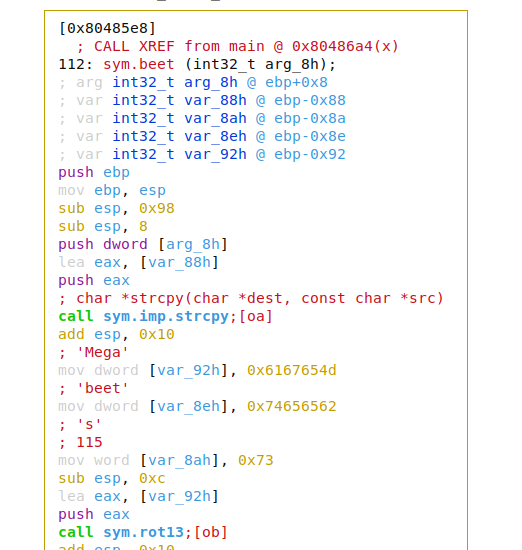 [0x80485e8]
; CALL XREF from main @ 0x80486a4(x)
112: sym.beet (int32_t arg_8h);
; arg int32_t arg_8h @ ebp+0x8
; var int32_t var_88h @ ebp-0x88
; var int32_t var_8ah @ ebp-0x8a
; var int32_t var_8eh @ ebp-0x8e
; var int32_t var_92h @ ebp-0x92
push ebp
mov ebp, esp
sub esp, 0x98
sub esp, 8
push dword [arg_8h]
lea eax, [var_88h]
push eax
; char *strcpy(char *dest, const char *src)
call sym.imp.strcpy;[oa]
add esp, 0x10
; 'Mega'
mov dword [var_92h], 0x6167654d
; 'beet'
mov dword [var_8eh], 0x74656562
; 's'
; 115
mov word [var_8ah], 0x73
sub esp, 0xc
lea eax, [var_92h]
push eax
call sym.rot13;[ob]
add esp, 0x10